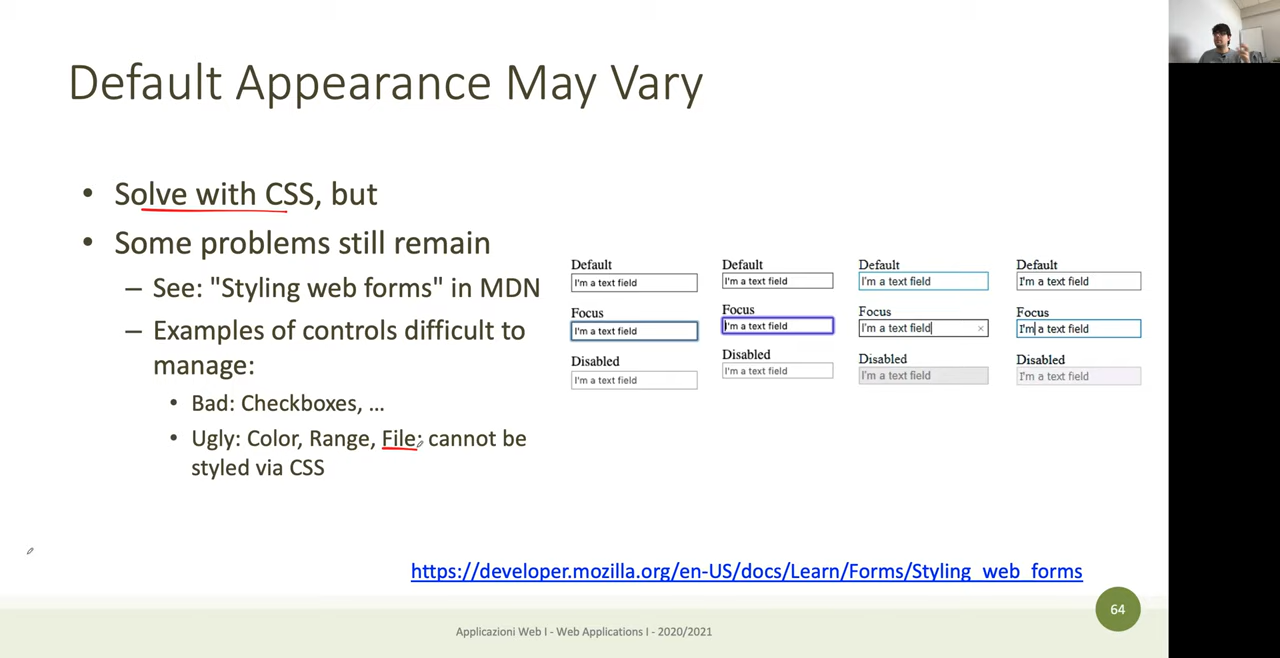 Default Appearance May Vary
• Solve with CSS, but
• Some problems still remain
– See: "Styling web forms" in MDN
– Examples of controls difficult to
manage:
• Bad: Checkboxes, …
• Ugly: Color, Range, File: cannot be
styled via CSS
Default
I'm a text field
Focus
I'm a text field
Disabled
I'm a text field
Default
I'm a text field
Focus
I'm a text field
Disabled
I'm a text field
Default
I'm a text field
Focus
I'm a text field ×
Disabled
I'm a text field
Default
I'm a text field
Focus
I'm a text field
Disabled
I'm a text field
https://developer.mozilla.org/en-US/docs/Learn/Forms/Styling_web_forms
64
Applicazioni Web I - Web Applications I - 2020/2021